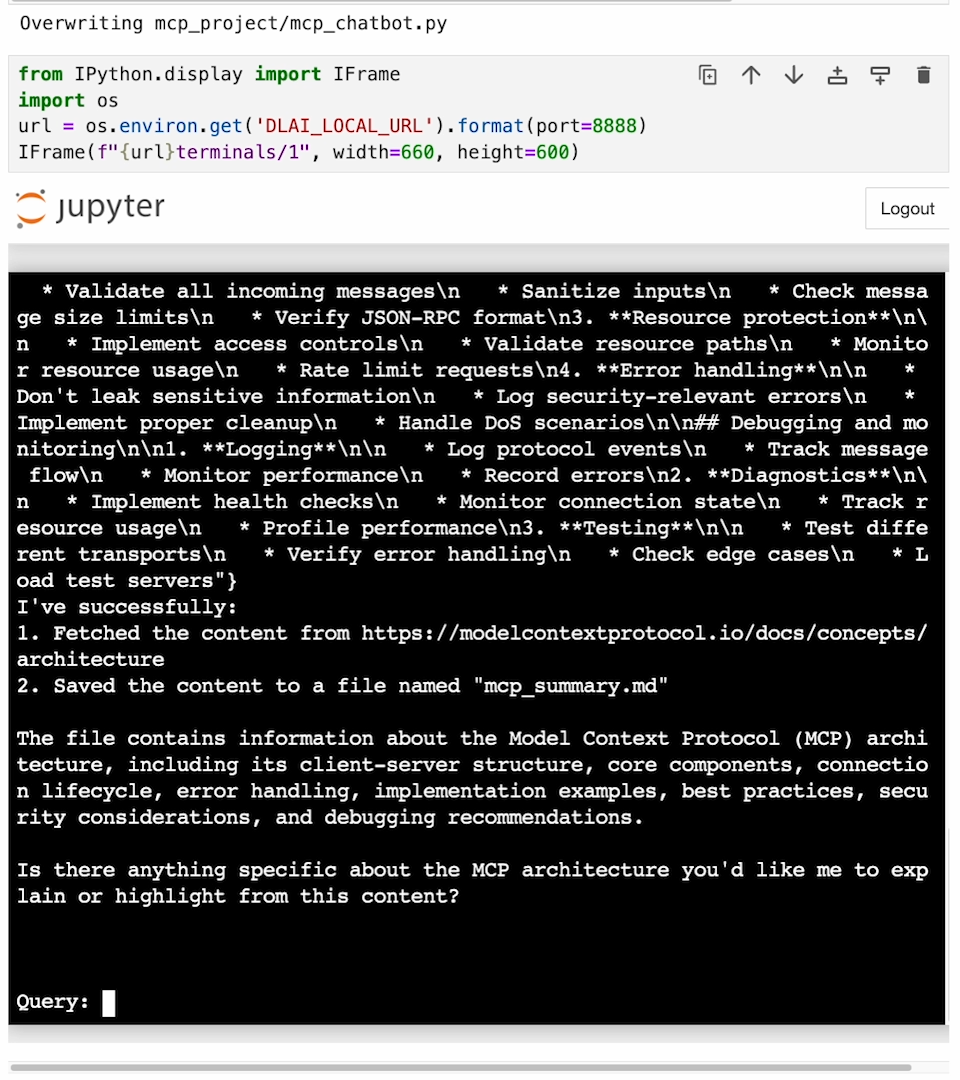 Overwriting mcp_project/mcp_chatbot.py
from IPython.display import IFrame
import os
url = os.environ.get('DLAI_LOCAL_URL').format(port=8888)
IFrame(f"{url}terminals/1", width=660, height=600)
jupyter
Logout
  * Validate all incoming messages\n   * Sanitize inputs\n   * Check messa
ge size limits\n   * Verify JSON-RPC format\n3. **Resource protection**\n\
n   * Implement access controls\n   * Validate resource paths\n   * Monito
r resource usage\n   * Rate limit requests\n4. **Error handling**\n\n   *
Don't leak sensitive information\n   * Log security-relevant errors\n   *
Implement proper cleanup\n   * Handle DoS scenarios\n\n## Debugging and mo
nitoring\n\n1. **Logging**\n\n   * Log protocol events\n   * Track message
 flow\n   * Monitor performance\n   * Record errors\n2. **Diagnostics**\n\
n   * Implement health checks\n   * Monitor connection state\n   * Track r
esource usage\n   * Profile performance\n3. **Testing**\n\n   * Test diffe
rent transports\n   * Verify error handling\n   * Check edge cases\n   * L
oad test servers"}
I've successfully:
1. Fetched the content from https://modelcontextprotocol.io/docs/concepts/
architecture
2. Saved the content to a file named "mcp_summary.md"
The file contains information about the Model Context Protocol (MCP) archi
tecture, including its client-server structure, core components, connectio
n lifecycle, error handling, implementation examples, best practices, secu
rity considerations, and debugging recommendations.
Is there anything specific about the MCP architecture you'd like me to exp
lain or highlight from this content?
Query: